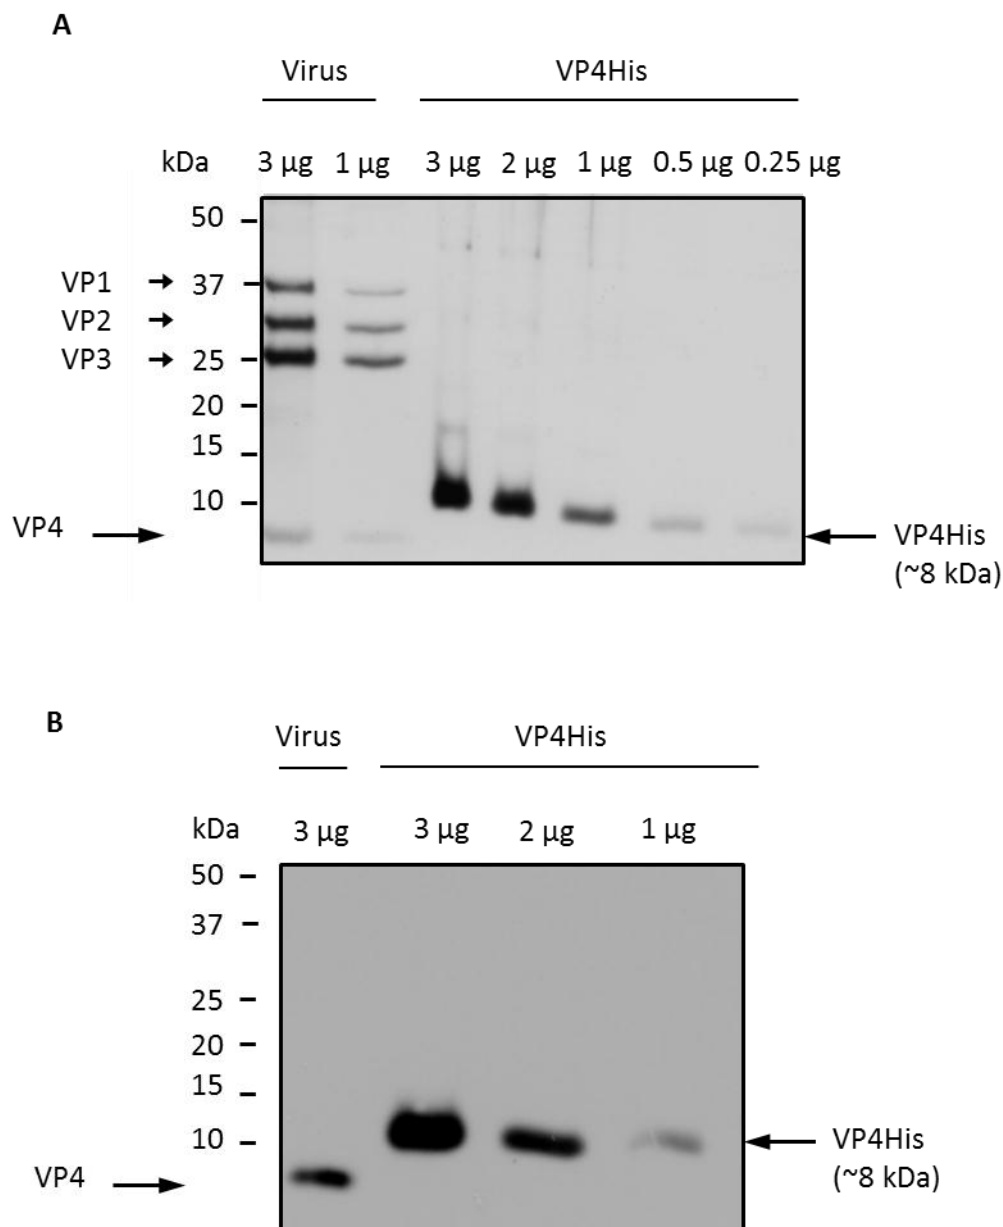 A
Virus VP4His
kDa 3 µg 1 µg 3 µg 2 µg 1 µg 0.5 µg 0.25 µg
50
VP1 37
VP2
VP3 25
20
15
10
VP4 VP4His
(~8 kDa)
B
Virus VP4His
kDa 3 µg 3 µg 2 µg 1 µg
50
37
25
20
15
10 VP4His
VP4 (~8 kDa)